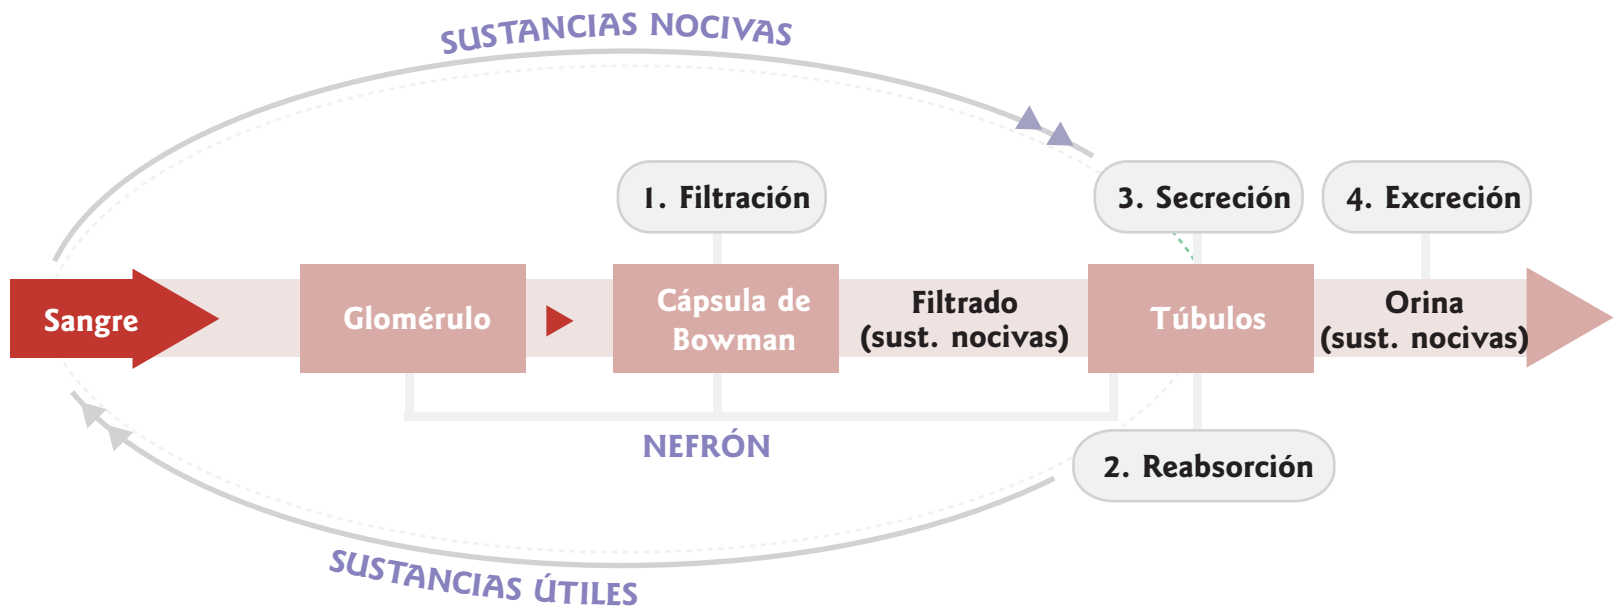 SUSTANCIAS NOCIVAS
1. Filtración
3. Secreción
4. Excreción
Sangre
Glomérulo
Cápsula de
Bowman
Filtrado
(sust. nocivas)
Túbulos
Orina
(sust. nocivas)
NEFRÓN
2. Reabsorción
SUSTANCIAS ÚTILES